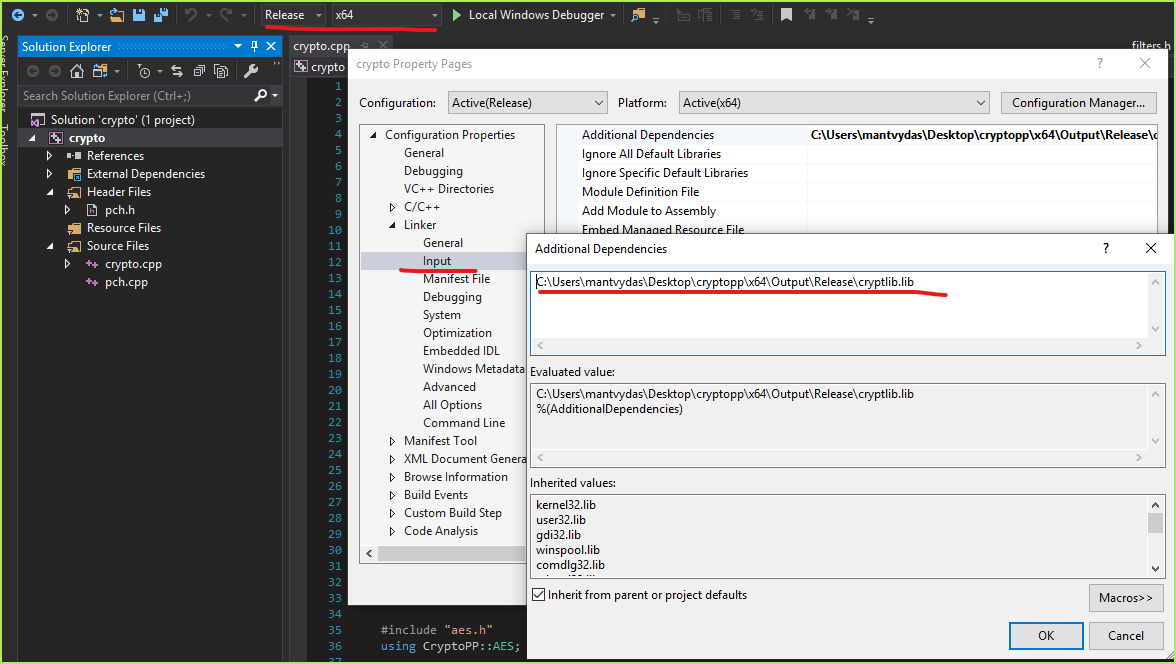 Release
x64
Local Windows Debugger
Server Explorer
Toolbox
Solution Explorer
Search Solution Explorer (Ctrl+;)
Solution 'crypto' (1 project)
crypto
References
External Dependencies
Header Files
pch.h
Resource Files
Source Files
crypto.cpp
pch.cpp
crypto.cpp
filters.h
crypto
1
2
3
4
5
6
7
8
9
10
11
12
13
14
15
16
17
18
19
20
21
22
23
24
25
26
27
28
29
30
31
32
33
34
35 #include "aes.h"
36 using CryptoPP::AES;
37
crypto Property Pages
Configuration: Active(Release) Platform: Active(x64) Configuration Manager...
Configuration Properties
General
Debugging
VC++ Directories
C/C++
Linker
General
Input
Manifest File
Debugging
System
Optimization
Embedded IDL
Windows Metadata
Advanced
All Options
Command Line
Manifest Tool
XML Document Genera
Browse Information
Build Events
Custom Build Step
Code Analysis
Additional Dependencies C:\Users\mantvydas\Desktop\cryptopp\x64\Output\Release\c
Ignore All Default Libraries
Ignore Specific Default Libraries
Module Definition File
Add Module to Assembly
Embed Managed Resource File
Additional Dependencies
C:\Users\mantvydas\Desktop\cryptopp\x64\Output\Release\cryptlib.lib
Evaluated value:
C:\Users\mantvydas\Desktop\cryptopp\x64\Output\Release\cryptlib.lib
%(AdditionalDependencies)
Inherited values:
kernel32.lib
user32.lib
gdi32.lib
winspool.lib
comdlg32.lib
Inherit from parent or project defaults
Macros>>
OK
Cancel